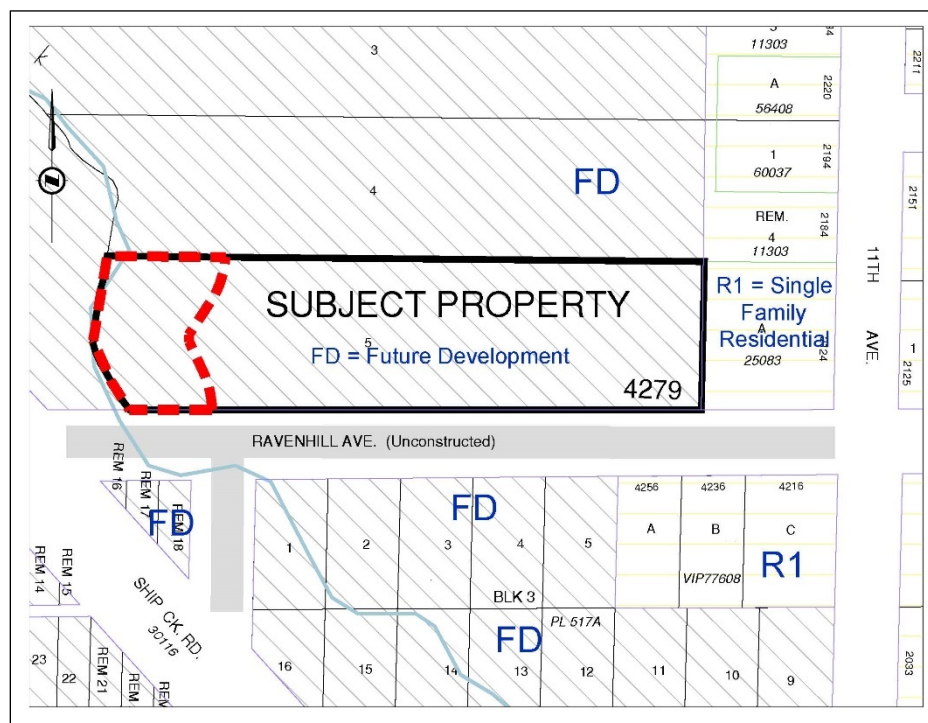 3
11303
A
56408
2220
2211
1
60037
2194
2151
4
FD
REM.
4
11303
2184
SUBJECT PROPERTY
5
FD = Future Development
4279
R1 = Single
Family
Residential
A
25083
11TH
AVE.
1
2125
RAVENHILL AVE. (Unconstructed)
REM 16
REM 17
REM 18
FD
REM 14
REM 15
SHIP CK. RD.
30116
1
2
3
4
5
FD
4256
4236
4216
A
B
C
VIP77608
R1
BLK 3
PL 517A
FD
16
15
14
13
12
11
10
9
23
22
REM 21
REM
REM
2033